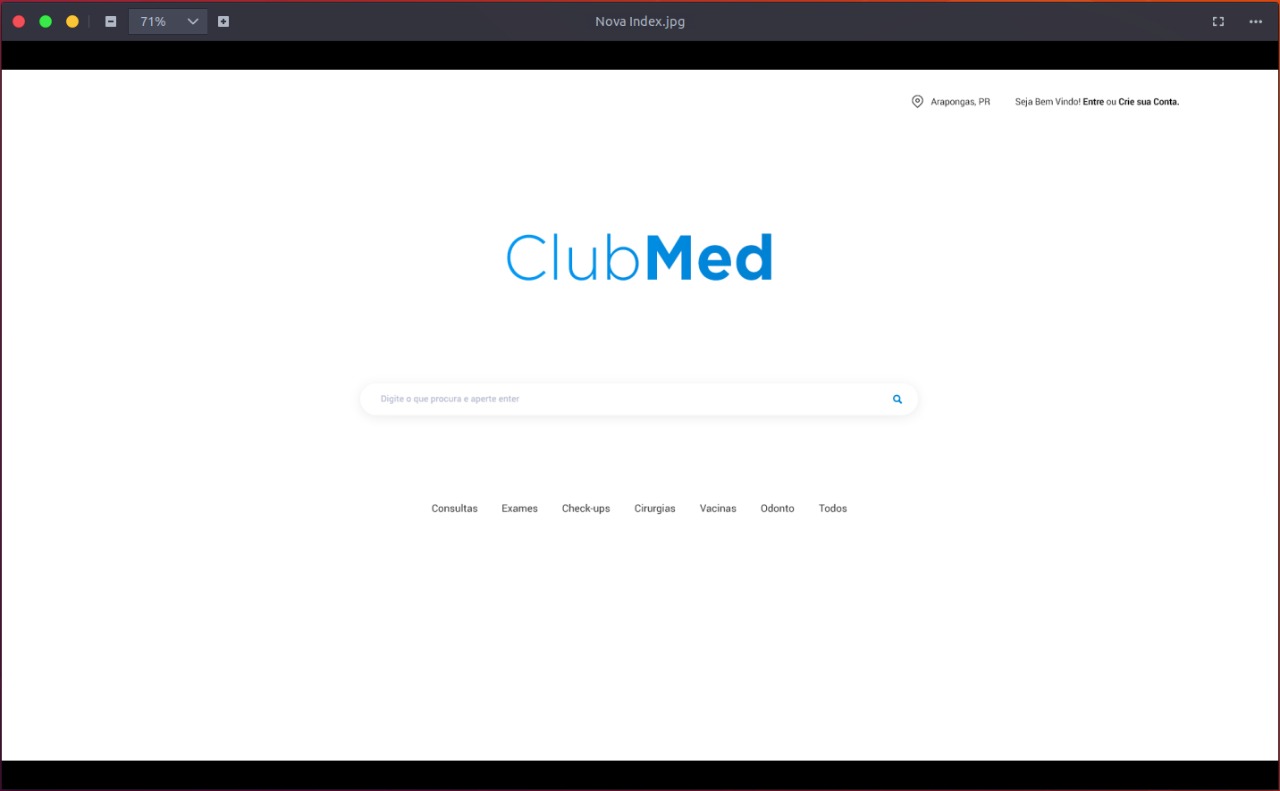 71%
Nova Index.jpg
Arapongas, PR
Seja Bem Vindo! Entre ou Crie sua Conta.
ClubMed
Digite o que procura e aperte enter
Consultas Exames Check-ups Cirurgias Vacinas Odonto Todos